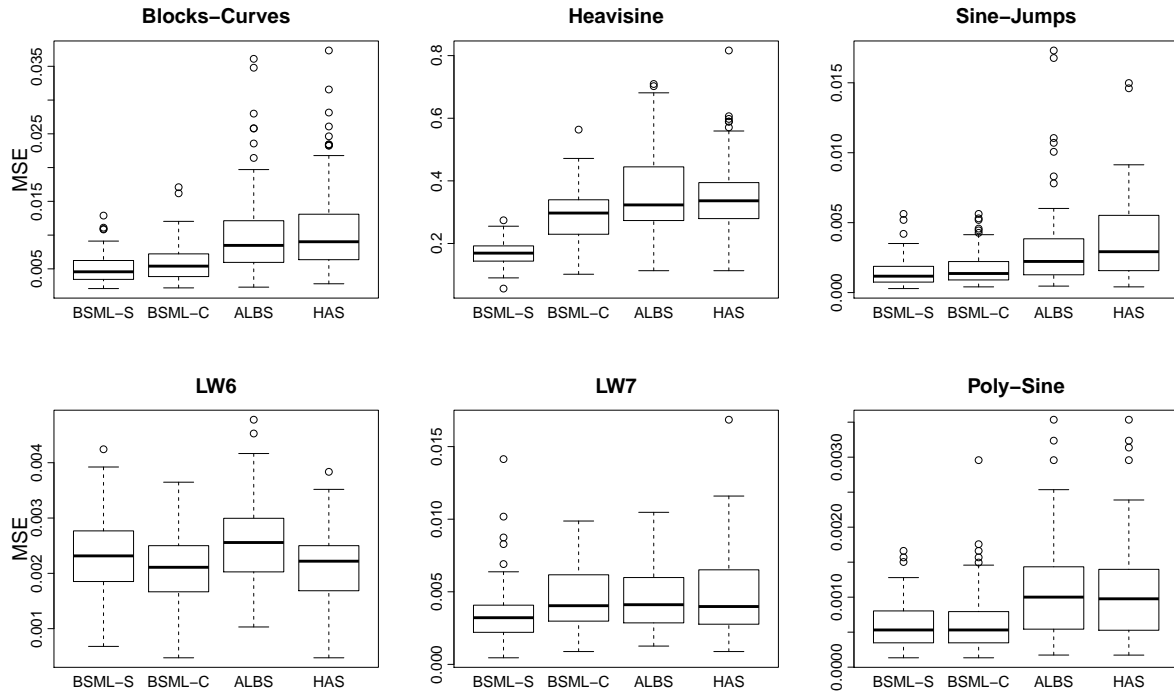 Blocks−Curves
MSE
0.035
0.025
0.015
0.005
BSML−S BSML−C ALBS HAS
Heavisine
0.8
0.6
0.4
0.2
BSML−S BSML−C ALBS HAS
Sine−Jumps
0.015
0.010
0.005
0.000
BSML−S BSML−C ALBS HAS
LW6
MSE
0.004
0.003
0.002
0.001
BSML−S BSML−C ALBS HAS
LW7
0.015
0.010
0.005
0.000
BSML−S BSML−C ALBS HAS
Poly−Sine
0.0030
0.0020
0.0010
0.0000
BSML−S BSML−C ALBS HAS